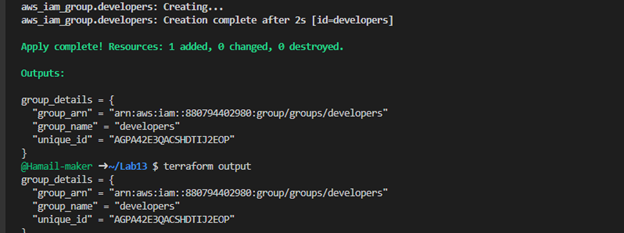 aws_iam_group.developers: Creating...
aws_iam_group.developers: Creation complete after 2s [id=developers]
Apply complete! Resources: 1 added, 0 changed, 0 destroyed.
Outputs:
group_details = {
"group_arn" = "arn:aws:iam::880794402980:group/groups/developers"
"group_name" = "developers"
"unique_id" = "AGPA42E3QACSHDTIJ2EOP"
}
@Hamail-maker ➜~/Lab13 $ terraform output
group_details = {
"group_arn" = "arn:aws:iam::880794402980:group/groups/developers"
"group_name" = "developers"
"unique_id" = "AGPA42E3QACSHDTIJ2EOP"
}